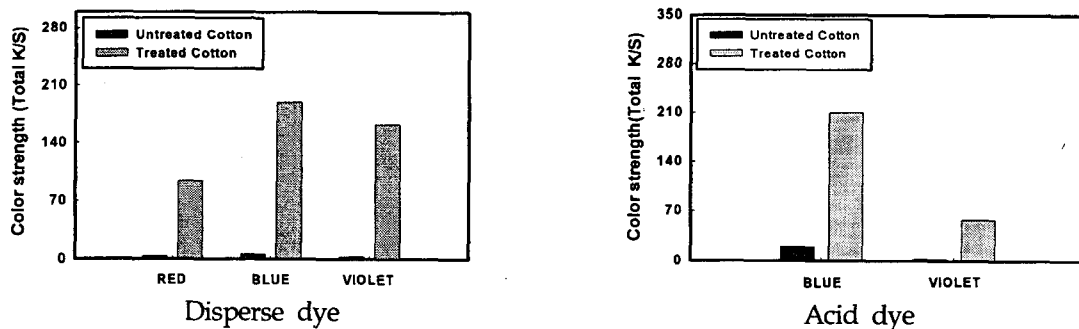 Color strength (Total K/S)
280
210
140
70
0
Untreated Cotton
Treated Cotton
RED BLUE VIOLET
Disperse dye
Color strength(Total K/S)
350
280
210
140
70
0
Untreated Cotton
Treated Cotton
BLUE VIOLET
Acid dye